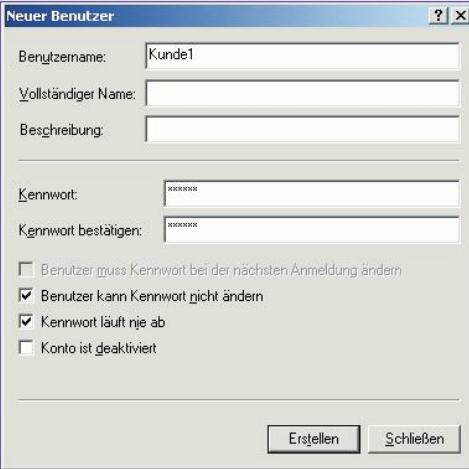 Neuer Benutzer
Benutzername: Kunde1
Vollständiger Name:
Beschreibung:
Kennwort: ******
Kennwort bestätigen: ******
Benutzer muss Kennwort bei der nächsten Anmeldung ändern
Benutzer kann Kennwort nicht ändern
Kennwort läuft nie ab
Konto ist deaktiviert
Erstellen Schließen